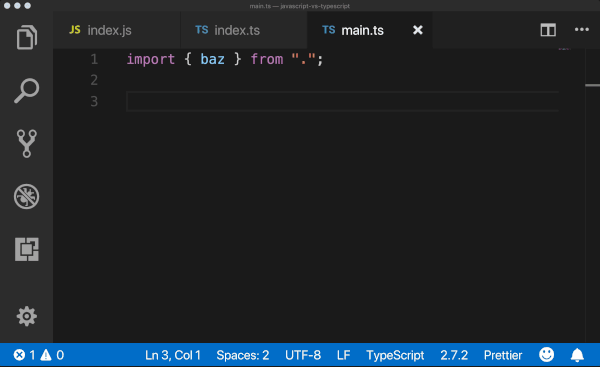 main.ts — javascript-vs-typescript
JS index.js TS index.ts TS main.ts
1 import { baz } from ".";
2
3
1 0 Ln 3, Col 1 Spaces: 2 UTF-8 LF TypeScript 2.7.2 Prettier